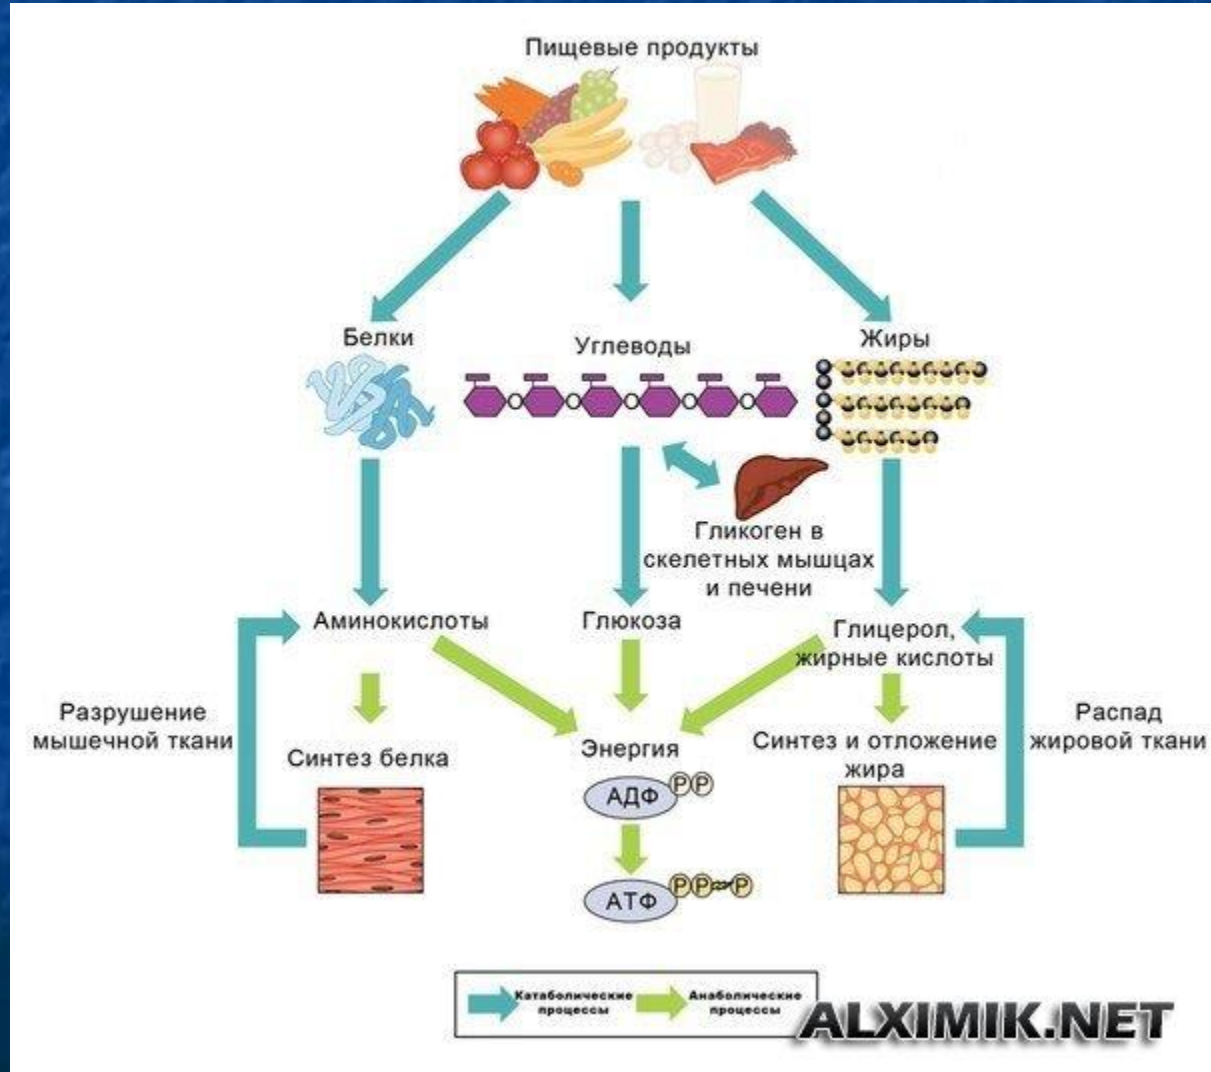 Пищевые продукты
Белки
Углеводы
Жиры
Гликоген в
скелетных мышцах
и печени
Аминокислоты
Глюкоза
Глицерол,
жирные кислоты
Разрушение
мышечной ткани
Синтез белка
Энергия
Синтез и отложение
жира
Распад
жировой ткани
АДФ
P P
АТФ
P P P
Катаболические
процессы
Анаболические
процессы
ALXIMIK.NET